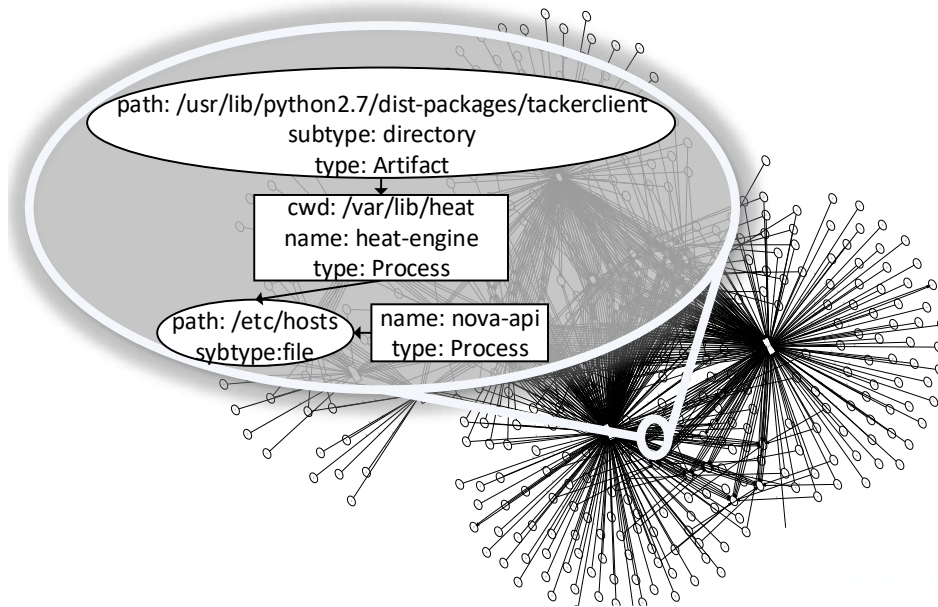 path: /usr/lib/python2.7/dist-packages/tackerclient
subtype: directory
type: Artifact
cwd: /var/lib/heat
name: heat-engine
type: Process
path: /etc/hosts
sybtype:file
name: nova-api
type: Process